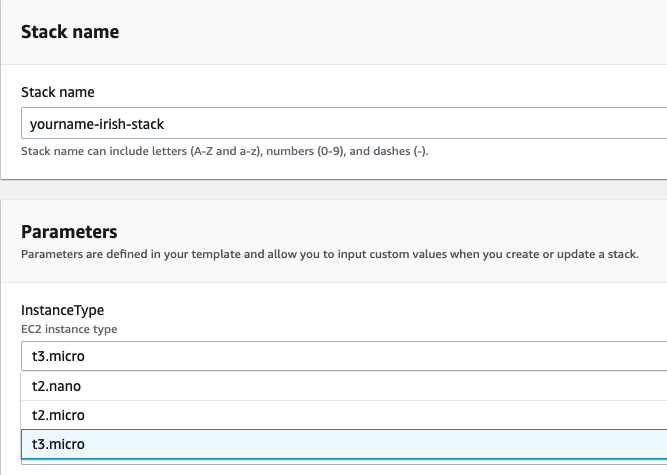 Stack name
Stack name
yourname-irish-stack
Stack name can include letters (A-Z and a-z), numbers (0-9), and dashes (-).
Parameters
Parameters are defined in your template and allow you to input custom values when you create or update a stack.
InstanceType
EC2 instance type
t3.micro
t2.nano
t2.micro
t3.micro